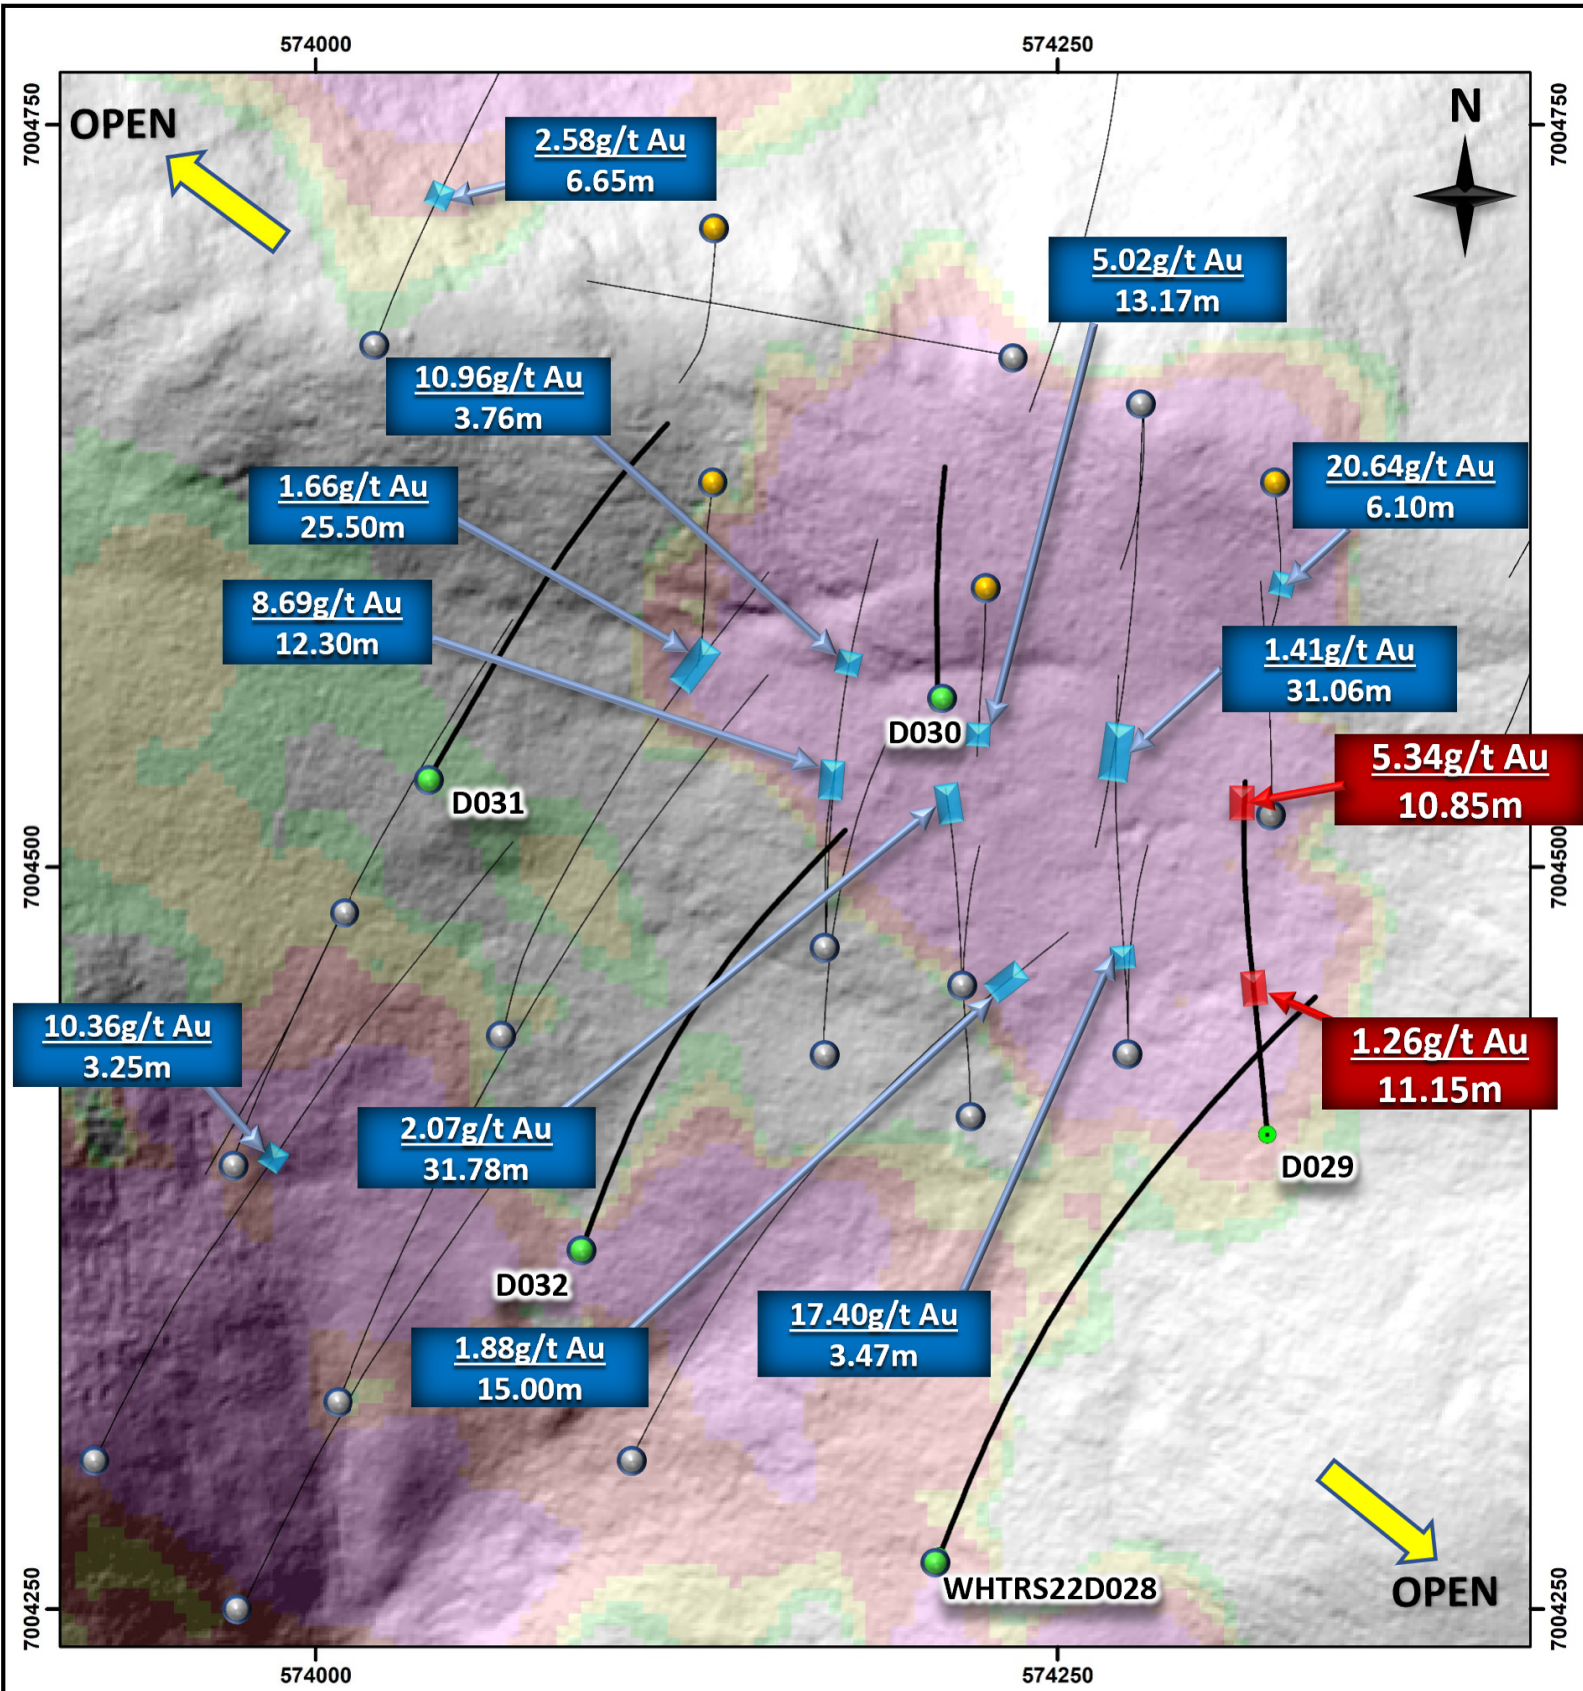 574000
574250
7004750
7004750
OPEN
N
2.58g/t Au
6.65m
5.02g/t Au
13.17m
10.96g/t Au
3.76m
1.66g/t Au
25.50m
20.64g/t Au
6.10m
8.69g/t Au
12.30m
1.41g/t Au
31.06m
D030
D031
5.34g/t Au
10.85m
7004500
7004500
10.36g/t Au
3.25m
1.26g/t Au
11.15m
2.07g/t Au
31.78m
D029
D032
17.40g/t Au
3.47m
1.88g/t Au
15.00m
WHTRS22D028
OPEN
7004250
7004250
574000
574250